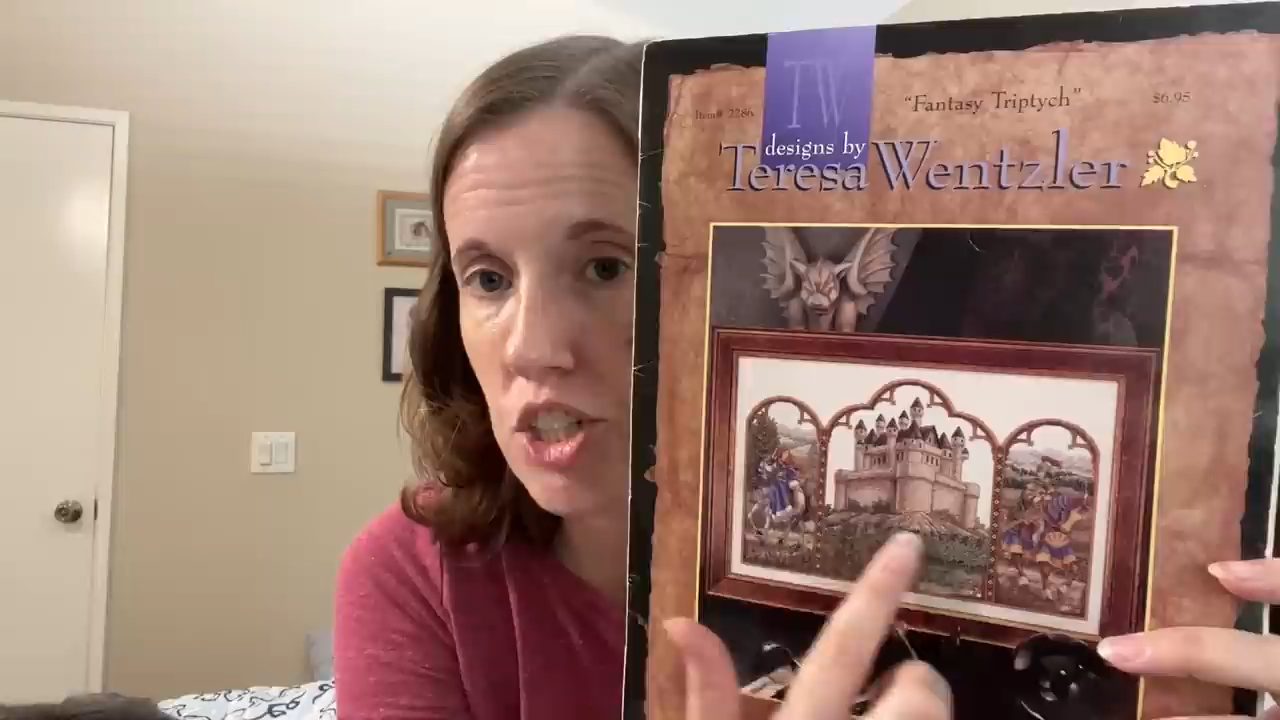 TW
Item# 2286
"Fantasy Triptych"
$6.95
designs by
Teresa Wentzler